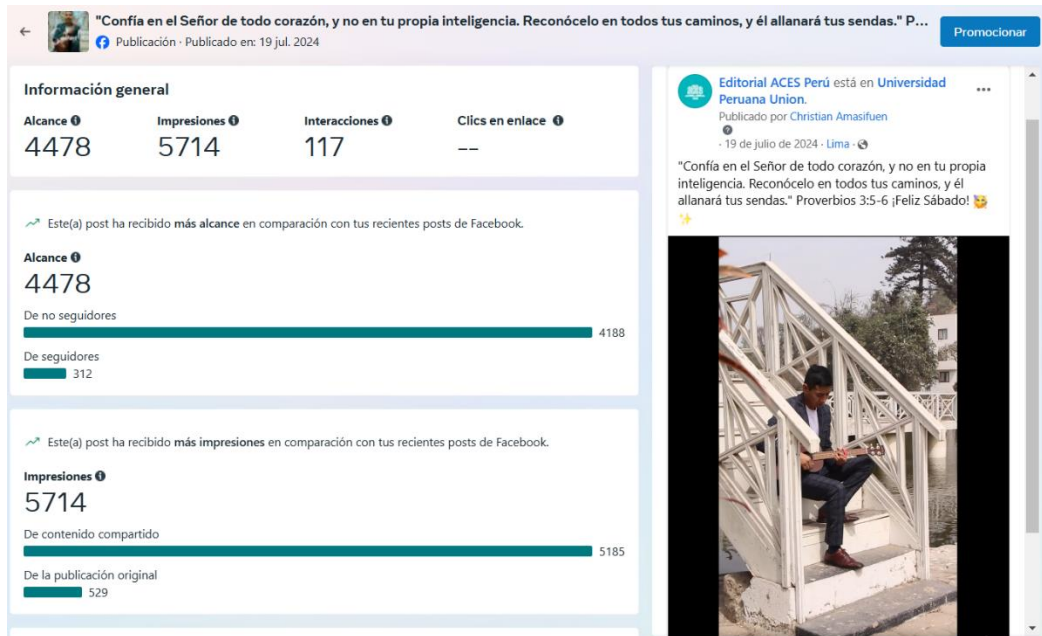 "Confía en el Señor de todo corazón, y no en tu propia inteligencia. Reconócelo en todos tus caminos, y él allanará tus sendas." P...
Publicación · Publicado en: 19 jul. 2024
Promocionar
Información general
Alcance
Impresiones
Interacciones
Clics en enlace
4478
5714
117
--
Este(a) post ha recibido más alcance en comparación con tus recientes posts de Facebook.
Alcance
4478
De no seguidores
4188
De seguidores
312
Este(a) post ha recibido más impresiones en comparación con tus recientes posts de Facebook.
Impresiones
5714
De contenido compartido
5185
De la publicación original
529
Editorial ACES Perú está en Universidad
Peruana Union.
Publicado por Christian Amasifuen
· 19 de julio de 2024 · Lima ·
"Confía en el Señor de todo corazón, y no en tu propia
inteligencia. Reconócelo en todos tus caminos, y él
allanará tus sendas." Proverbios 3:5-6 ¡Feliz Sábado! 🥰
✨